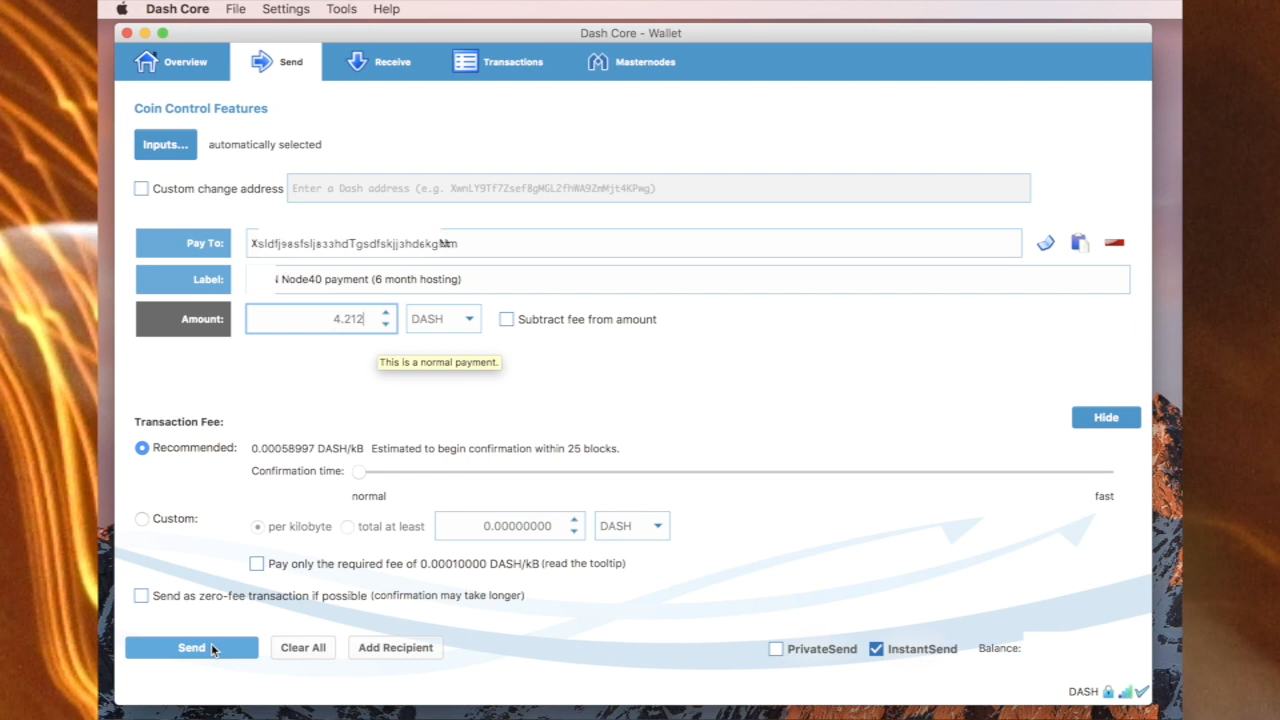 Dash Core File Settings Tools Help
Dash Core - Wallet
Overview Send Receive Transactions Masternodes
Coin Control Features
Inputs... automatically selected
Custom change address Enter a Dash address (e.g. XwnLY9Tf7Zsef8gMGL2fhWA9ZmMjt4KPwg)
Pay To:
Label: Node40 payment (6 month hosting)
Amount: 4.212 DASH Subtract fee from amount
This is a normal payment.
Transaction Fee: Hide
Recommended: 0.00058997 DASH/kB Estimated to begin confirmation within 25 blocks.
Confirmation time:
normal fast
Custom: per kilobyte total at least 0.00000000 DASH
Pay only the required fee of 0.00010000 DASH/kB (read the tooltip)
Send as zero-fee transaction if possible (confirmation may take longer)
Send Clear All Add Recipient PrivateSend InstantSend Balance:
DASH